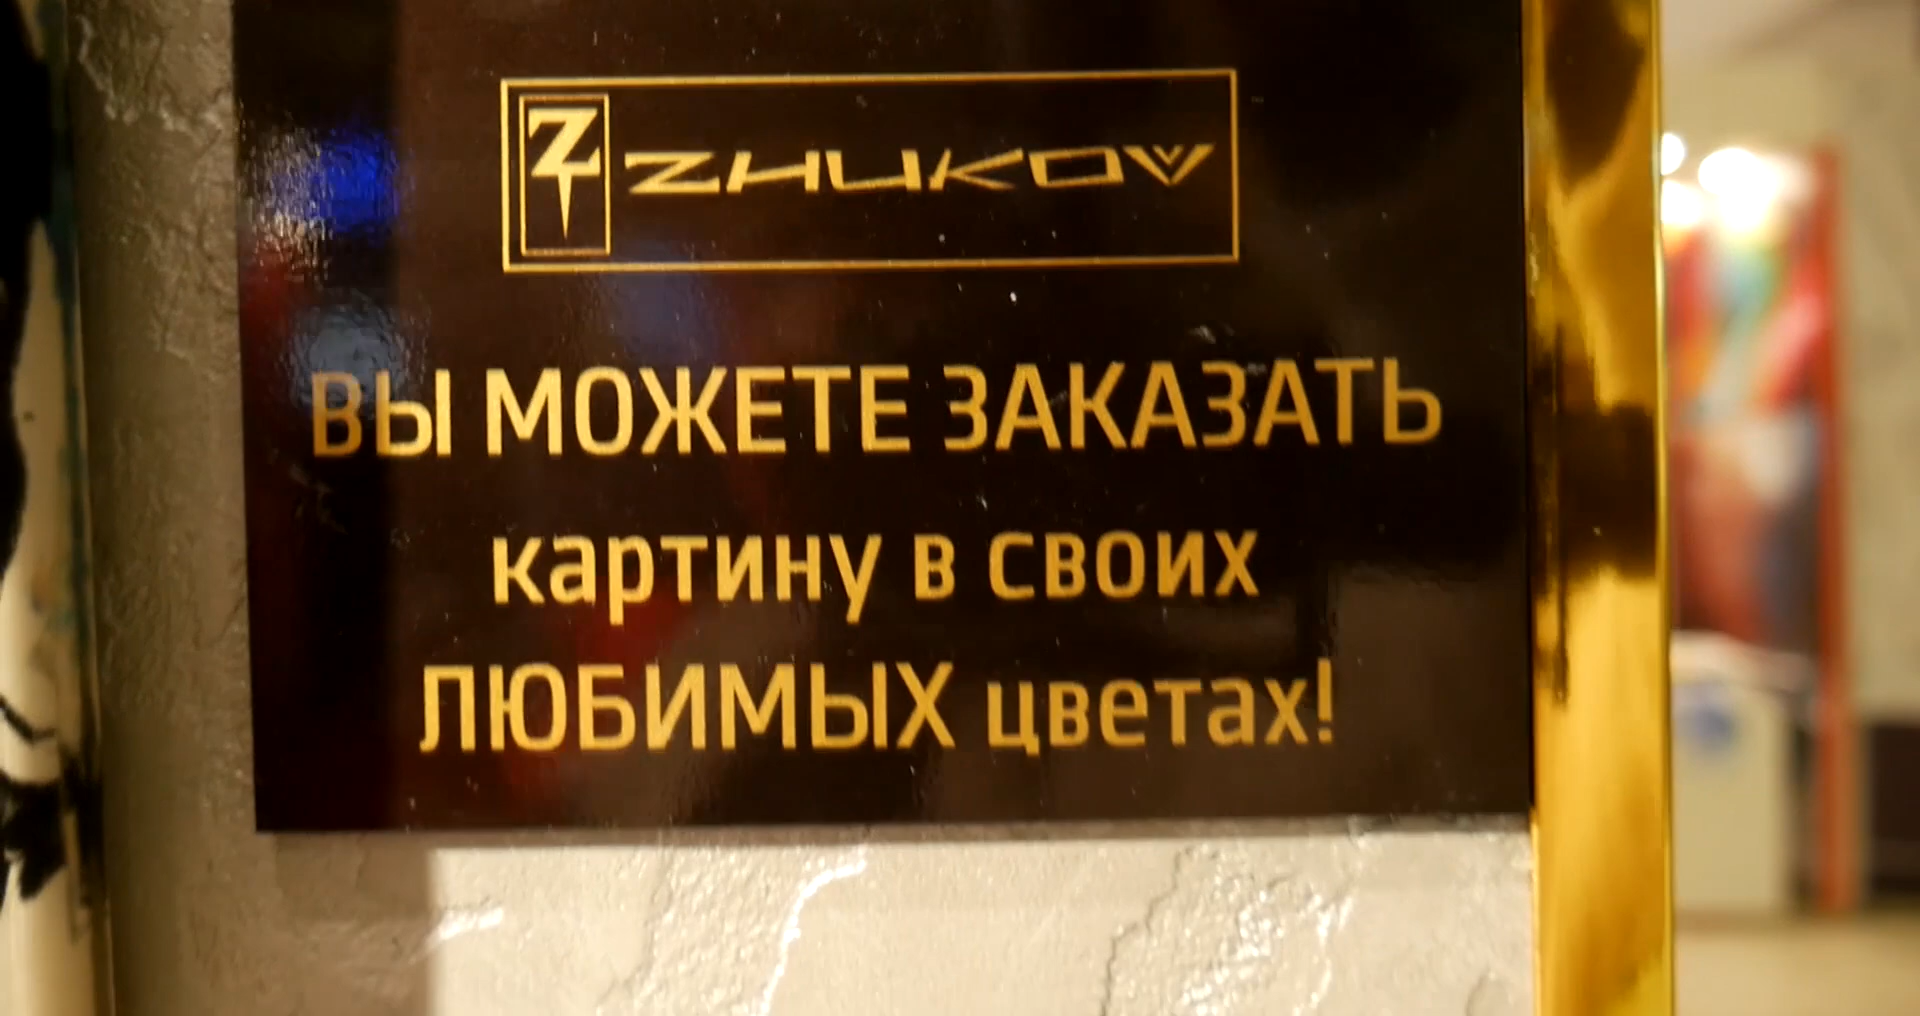 Z ZHUKOV
ВЫ МОЖЕТЕ ЗАКАЗАТЬ
картину в своих
ЛЮБИМЫХ цветах!